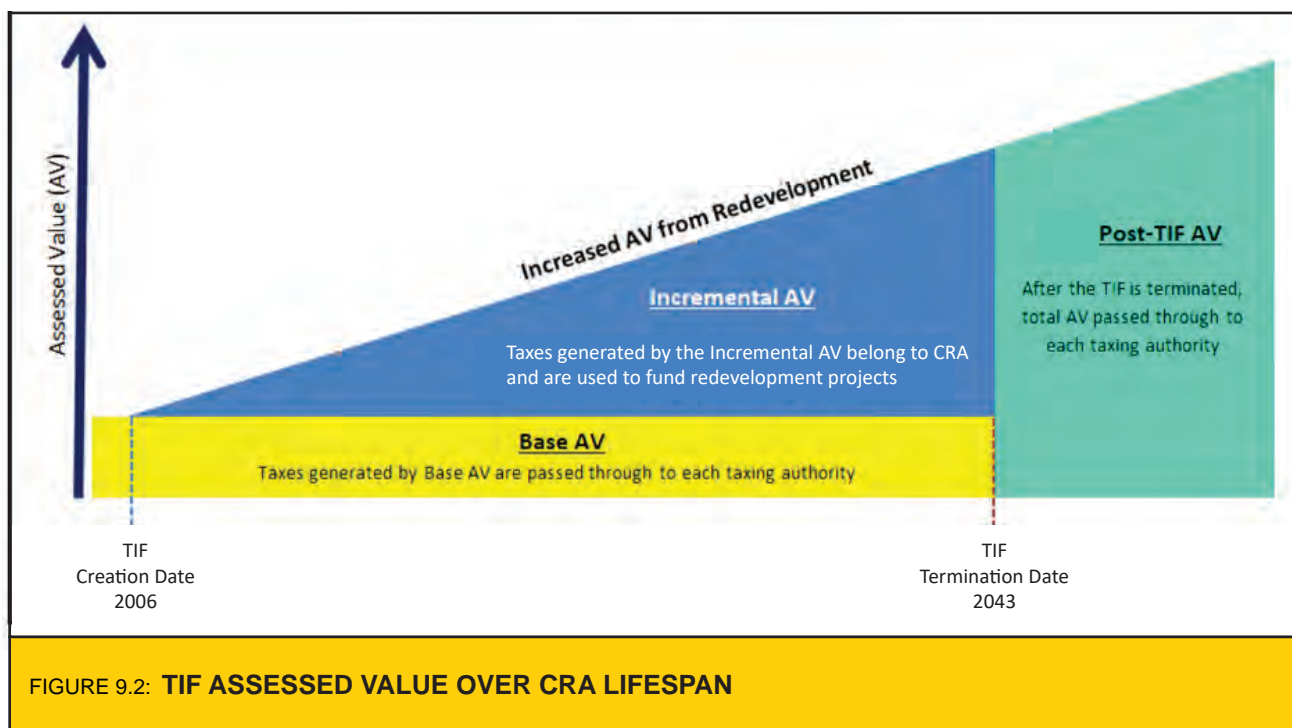 Assessed Value (AV)
Increased AV from Redevelopment
Incremental AV
Taxes generated by the Incremental AV belong to CRA
and are used to fund redevelopment projects
Base AV
Taxes generated by Base AV are passed through to each taxing authority
Post-TIF AV
After the TIF is terminated,
total AV passed through to
each taxing authority
TIF
Creation Date
2006
TIF
Termination Date
2043
FIGURE 9.2: TIF ASSESSED VALUE OVER CRA LIFESPAN